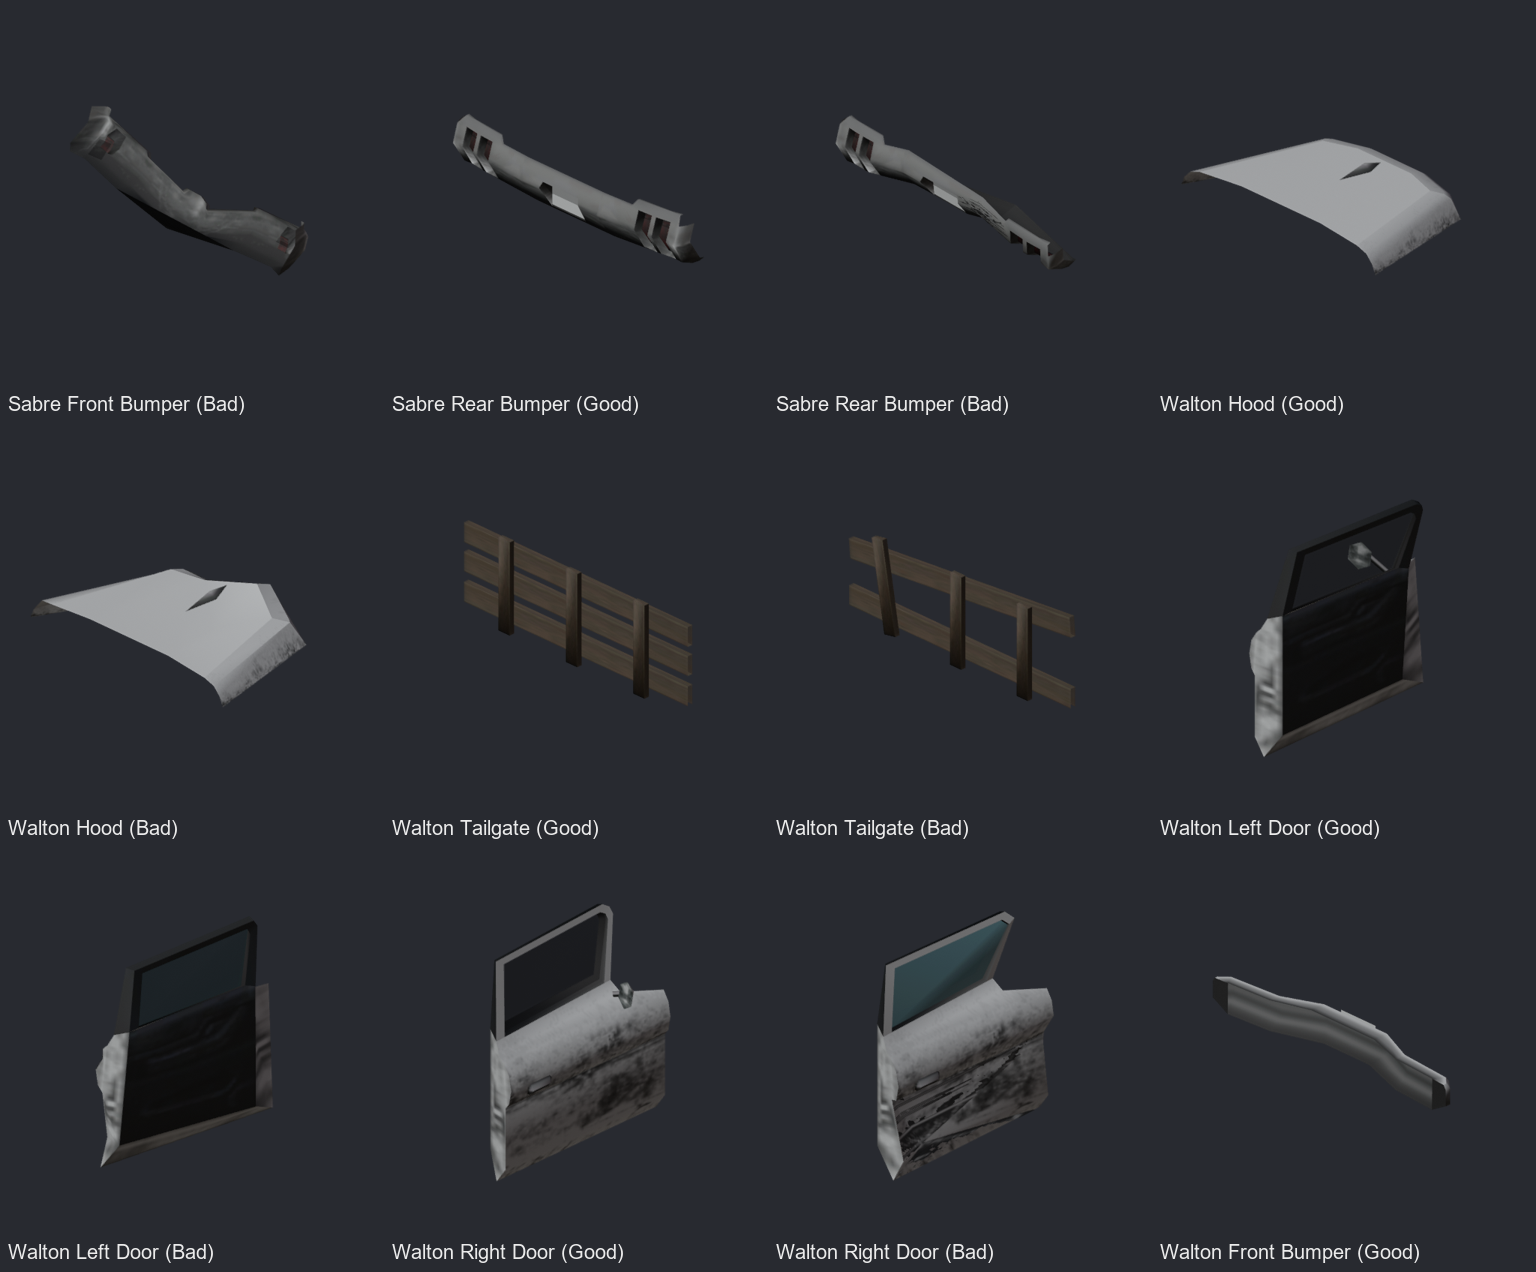 Sabre Front Bumper (Bad)
Sabre Rear Bumper (Good)
Sabre Rear Bumper (Bad)
Walton Hood (Good)
Walton Hood (Bad)
Walton Tailgate (Good)
Walton Tailgate (Bad)
Walton Left Door (Good)
Walton Left Door (Bad)
Walton Right Door (Good)
Walton Right Door (Bad)
Walton Front Bumper (Good)